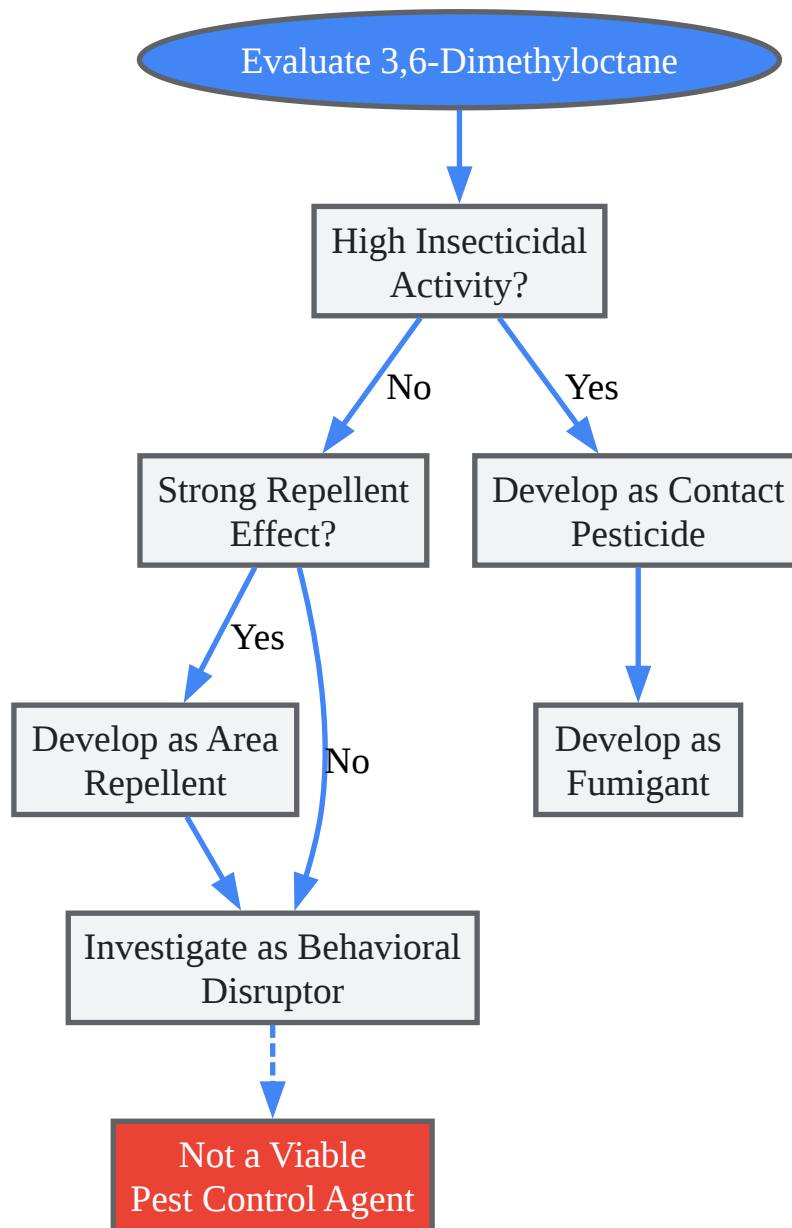 Evaluate 3,6-Dimethyloctane
High Insecticidal
Activity?
No
Yes
Strong Repellent
Effect?
Develop as Contact
Pesticide
Yes
Develop as Area
Repellent
No
Develop as
Fumigant
Investigate as Behavioral
Disruptor
Not a Viable
Pest Control Agent